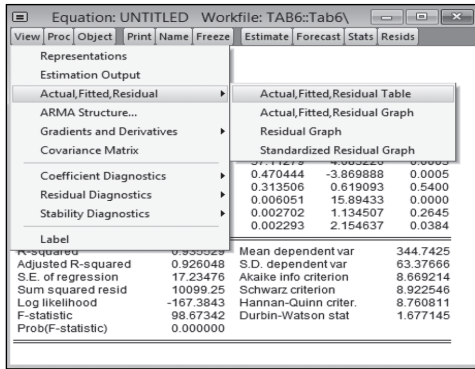 Equation: UNTITLED Workfile: TAB6::Tab6\
View Proc Object Print Name Freeze Estimate Forecast Stats Resids
Representations
Estimation Output
Actual,Fitted,Residual
ARMA Structure...
Gradients and Derivatives
Covariance Matrix
Coefficient Diagnostics
Residual Diagnostics
Stability Diagnostics
Label
Actual,Fitted,Residual Table
Actual,Fitted,Residual Graph
Residual Graph
Standardized Residual Graph
0.470444 -3.869888 0.0005
0.313506 0.619093 0.5400
0.006051 15.89433 0.0000
0.002702 1.134507 0.2645
0.002293 2.154637 0.0384
R-squared 0.935529 Mean dependent var 344.7425
Adjusted R-squared 0.926048 S.D. dependent var 63.37666
S.E. of regression 17.23476 Akaike info criterion 8.669214
Sum squared resid 10099.25 Schwarz criterion 8.922546
Log likelihood -167.3843 Hannan-Quinn criter. 8.760811
F-statistic 98.67342 Durbin-Watson stat 1.677145
Prob(F-statistic) 0.000000